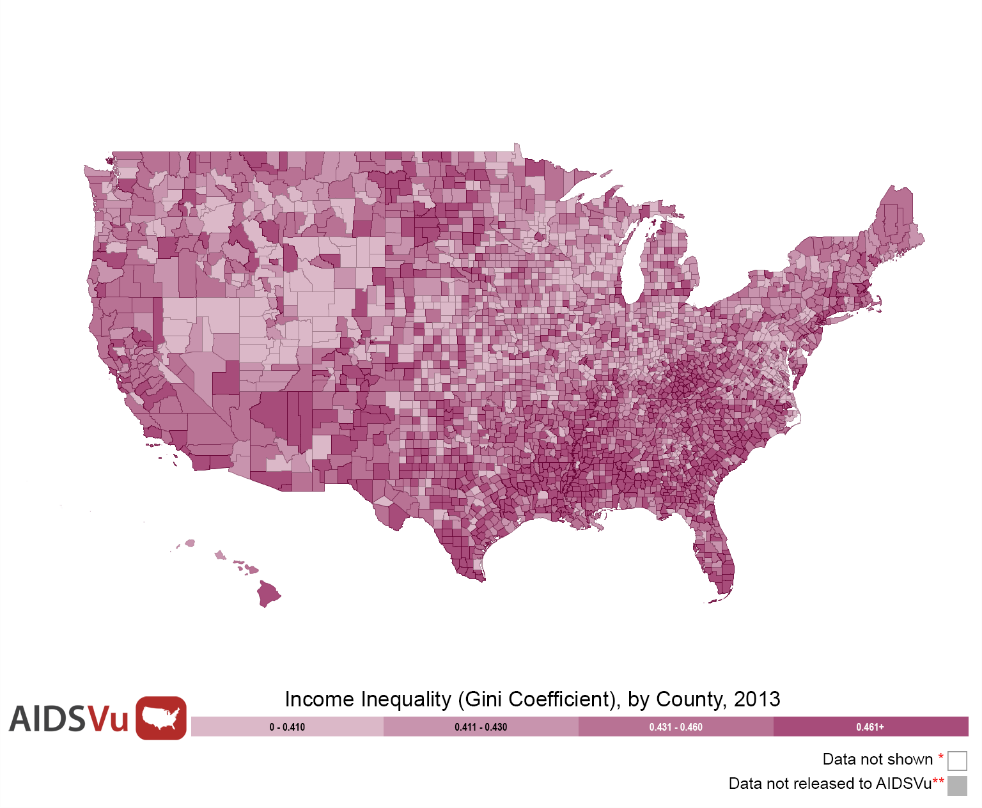 Income Inequality (Gini Coefficient), by County, 2013
AIDSVu
0 - 0.410 0.411 - 0.430 0.431 - 0.460 0.461+
Data not shown *
Data not released to AIDSVu**